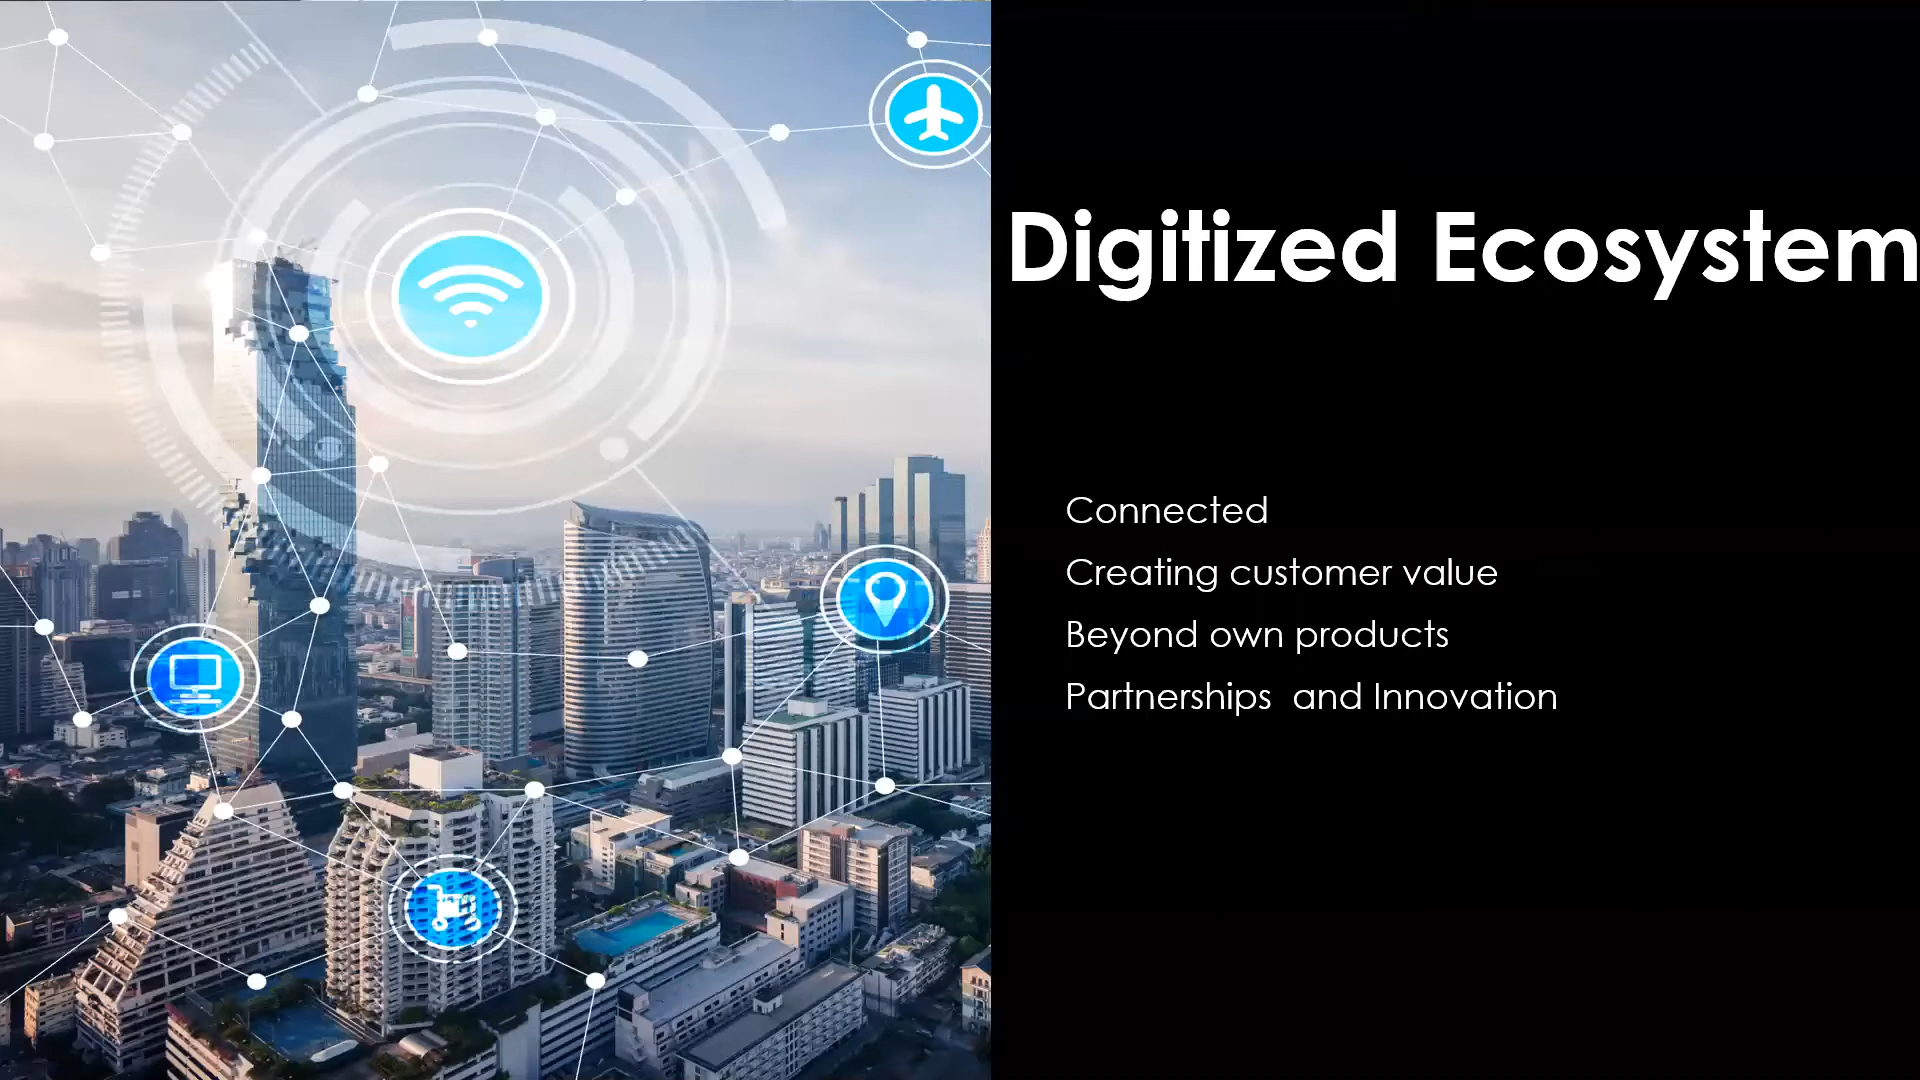 Digitized Ecosystem
Connected
Creating customer value
Beyond own products
Partnerships  and Innovation